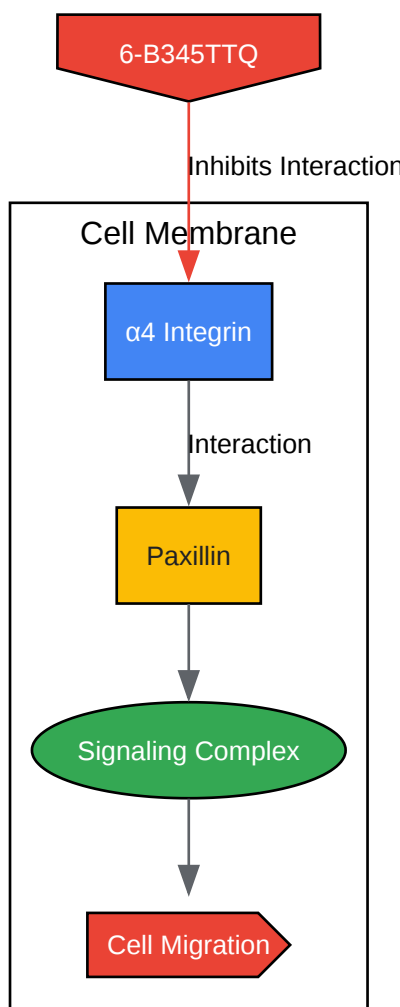 6-B345TTQ
Inhibits Interaction
Cell Membrane
α4 Integrin
Interaction
Paxillin
Signaling Complex
Cell Migration